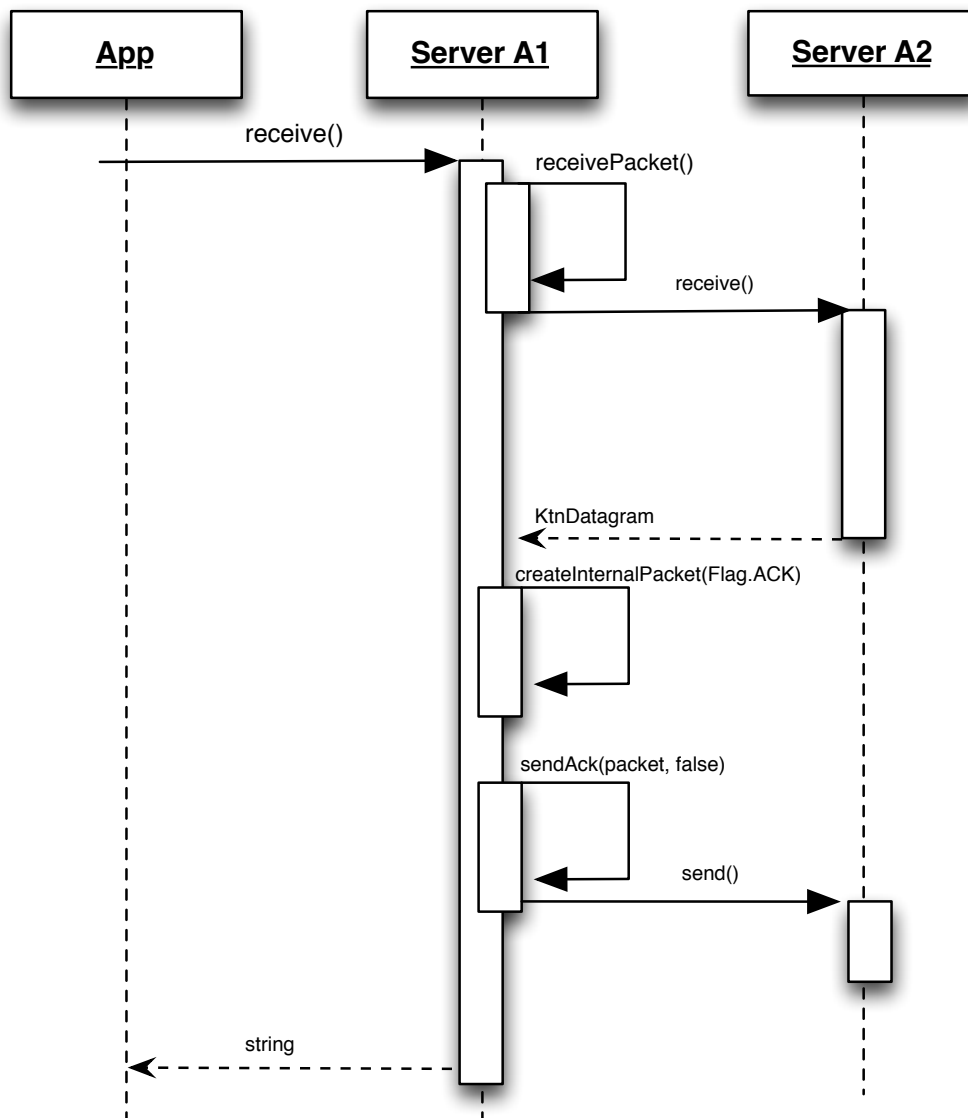 App
Server A1
Server A2
receive()
receivePacket()
receive()
KtnDatagram
createInternalPacket(Flag.ACK)
sendAck(packet, false)
send()
string